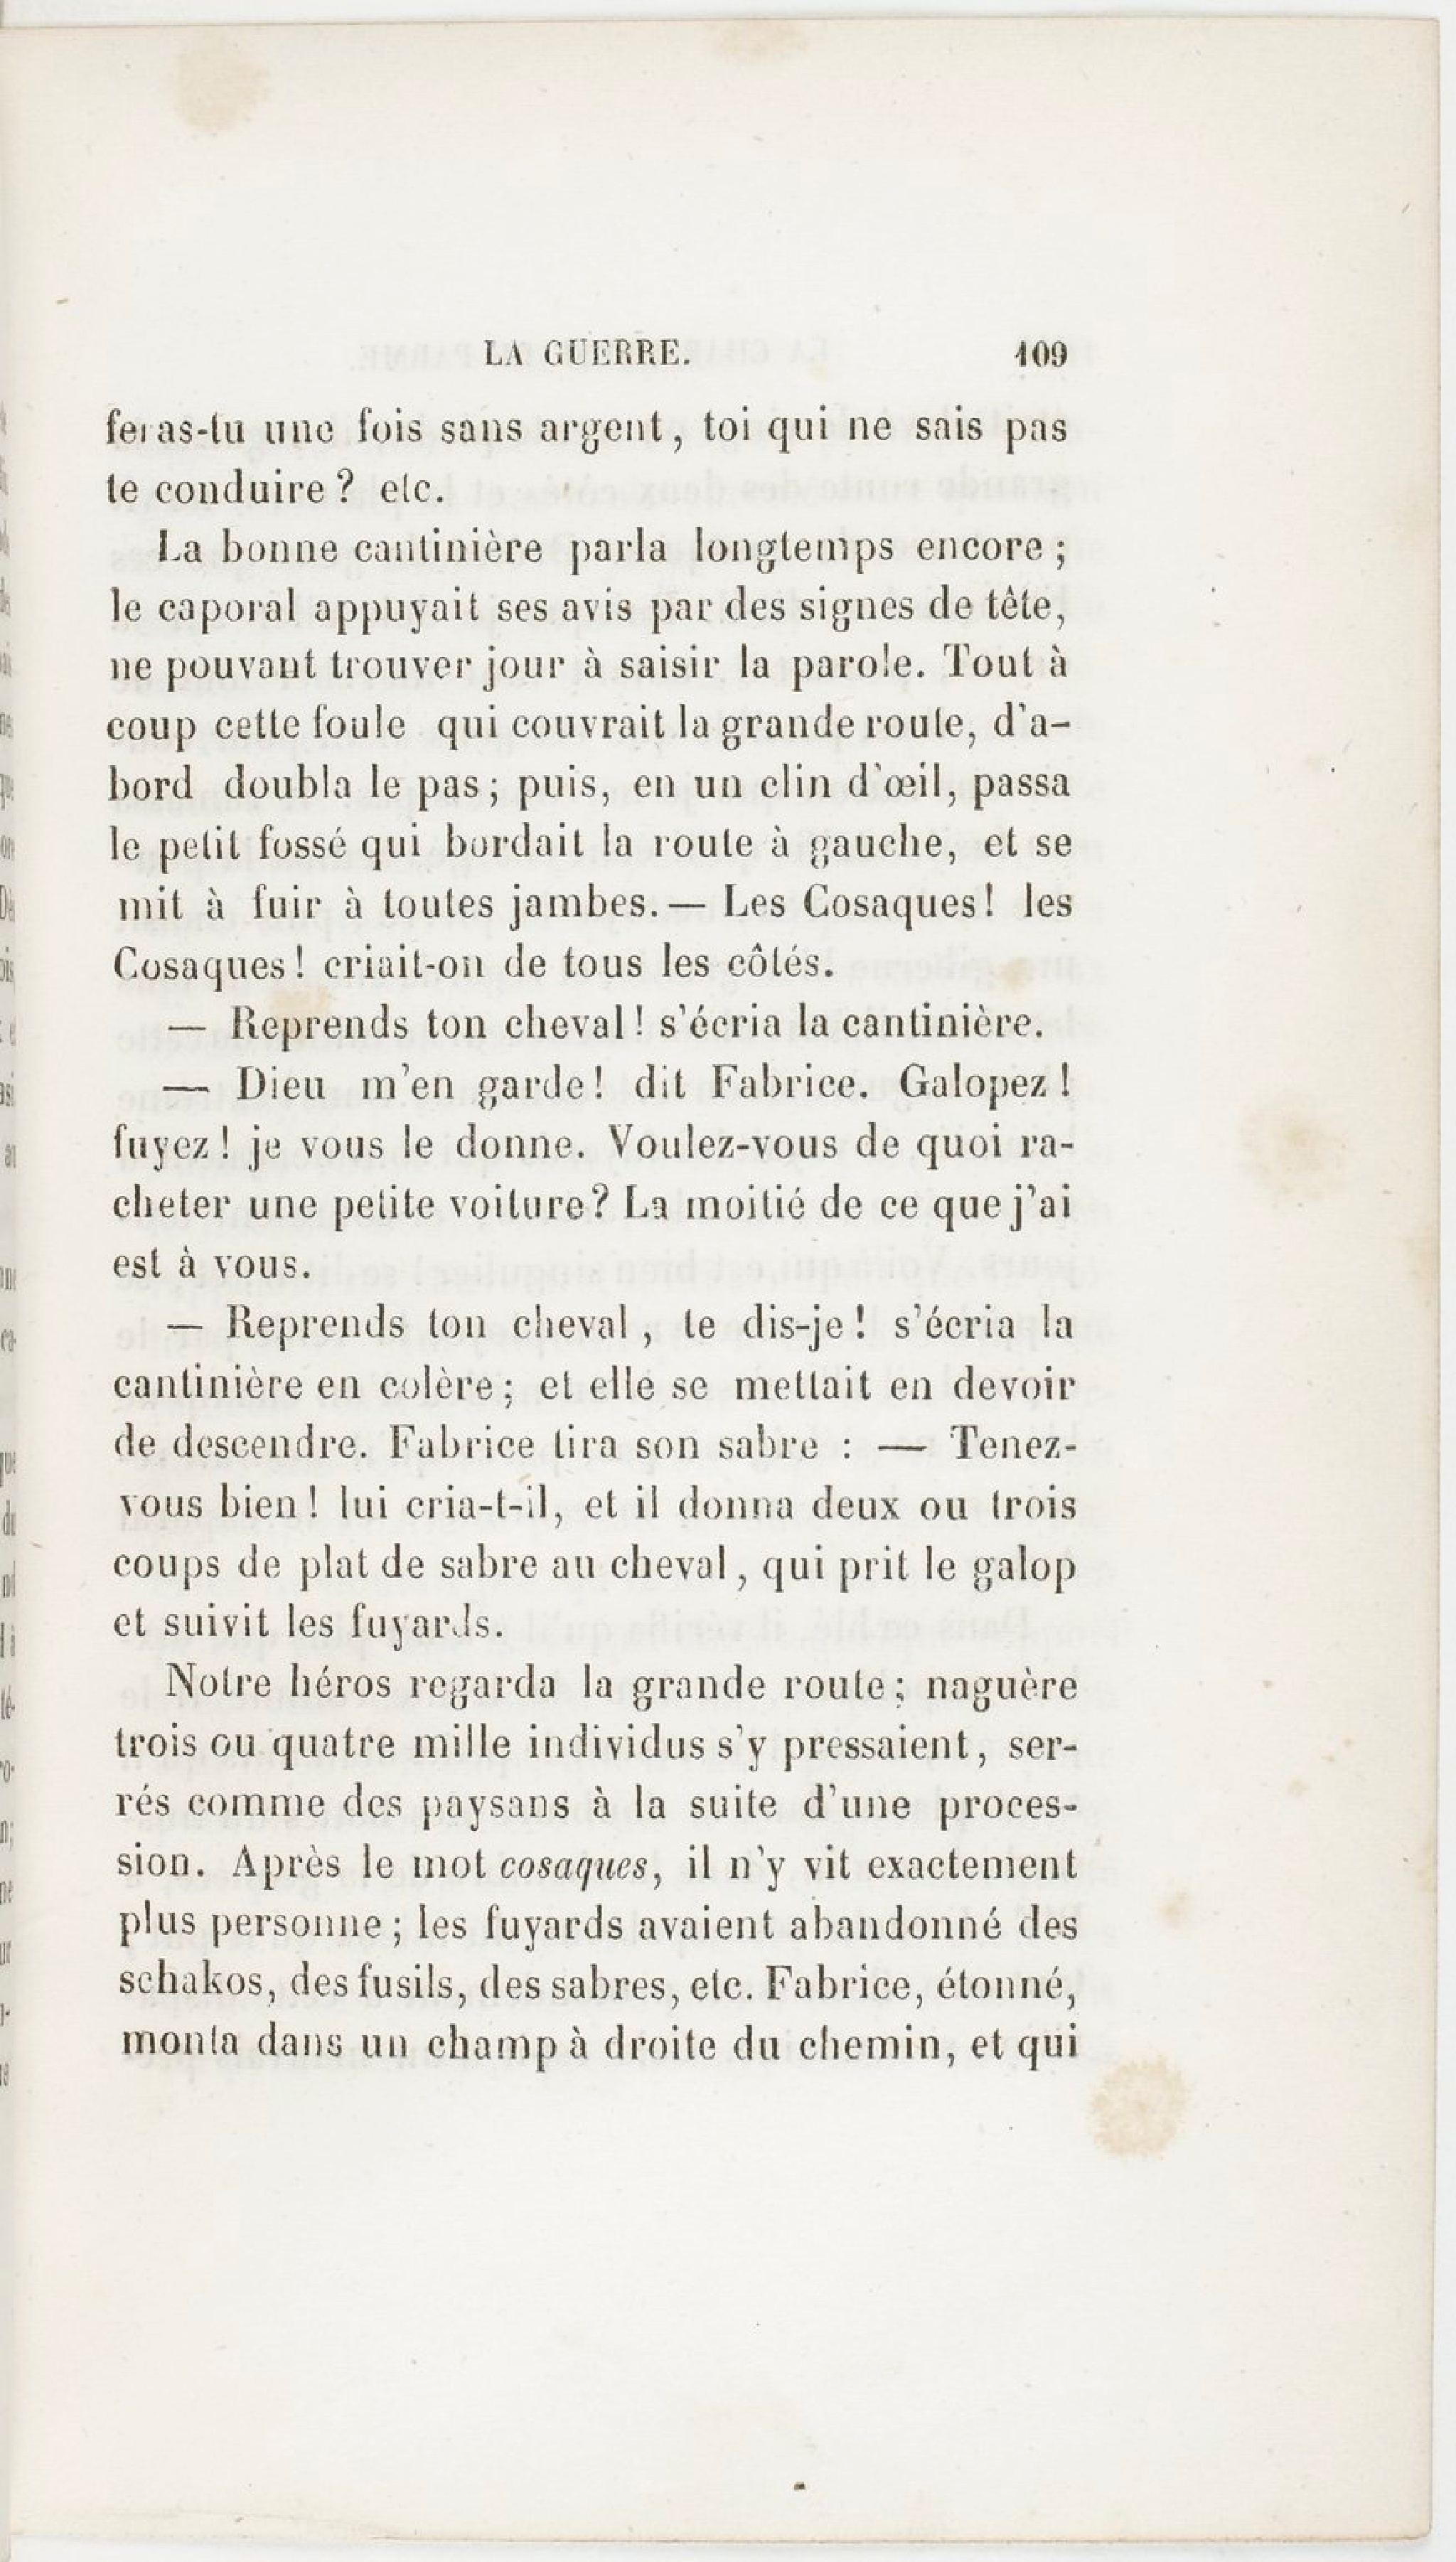 LA GUERRE. 109
feras-tu une fois sans argent, toi qui ne sais pas
te conduire ? etc.
La bonne cantinière parla longtemps encore ;
le caporal appuyait ses avis par des signes de tête,
ne pouvant trouver jour à saisir la parole. Tout à
coup cette foule qui couvrait la grande route, d'a-
bord doubla le pas ; puis, en un clin d'œil, passa
le petit fossé qui bordait la route à gauche, et se
mit à fuir à toutes jambes. — Les Cosaques ! les
Cosaques ! criait-on de tous les côtés.
— Reprends ton cheval ! s'écria la cantinière.
— Dieu m'en garde ! dit Fabrice. Galopez !
fuyez ! je vous le donne. Voulez-vous de quoi ra-
cheter une petite voiture ? La moitié de ce que j'ai
est à vous.
— Reprends ton cheval, te dis-je ! s'écria la
cantinière en colère ; et elle se mettait en devoir
de descendre. Fabrice tira son sabre : — Tenez-
vous bien ! lui cria-t-il, et il donna deux ou trois
coups de plat de sabre au cheval, qui prit le galop
et suivit les fuyards.
Notre héros regarda la grande route ; naguère
trois ou quatre mille individus s'y pressaient, ser-
rés comme des paysans à la suite d'une proces-
sion. Après le mot cosaques, il n'y vit exactement
plus personne ; les fuyards avaient abandonné des
schakos, des fusils, des sabres, etc. Fabrice, étonné,
monta dans un champ à droite du chemin, et qui